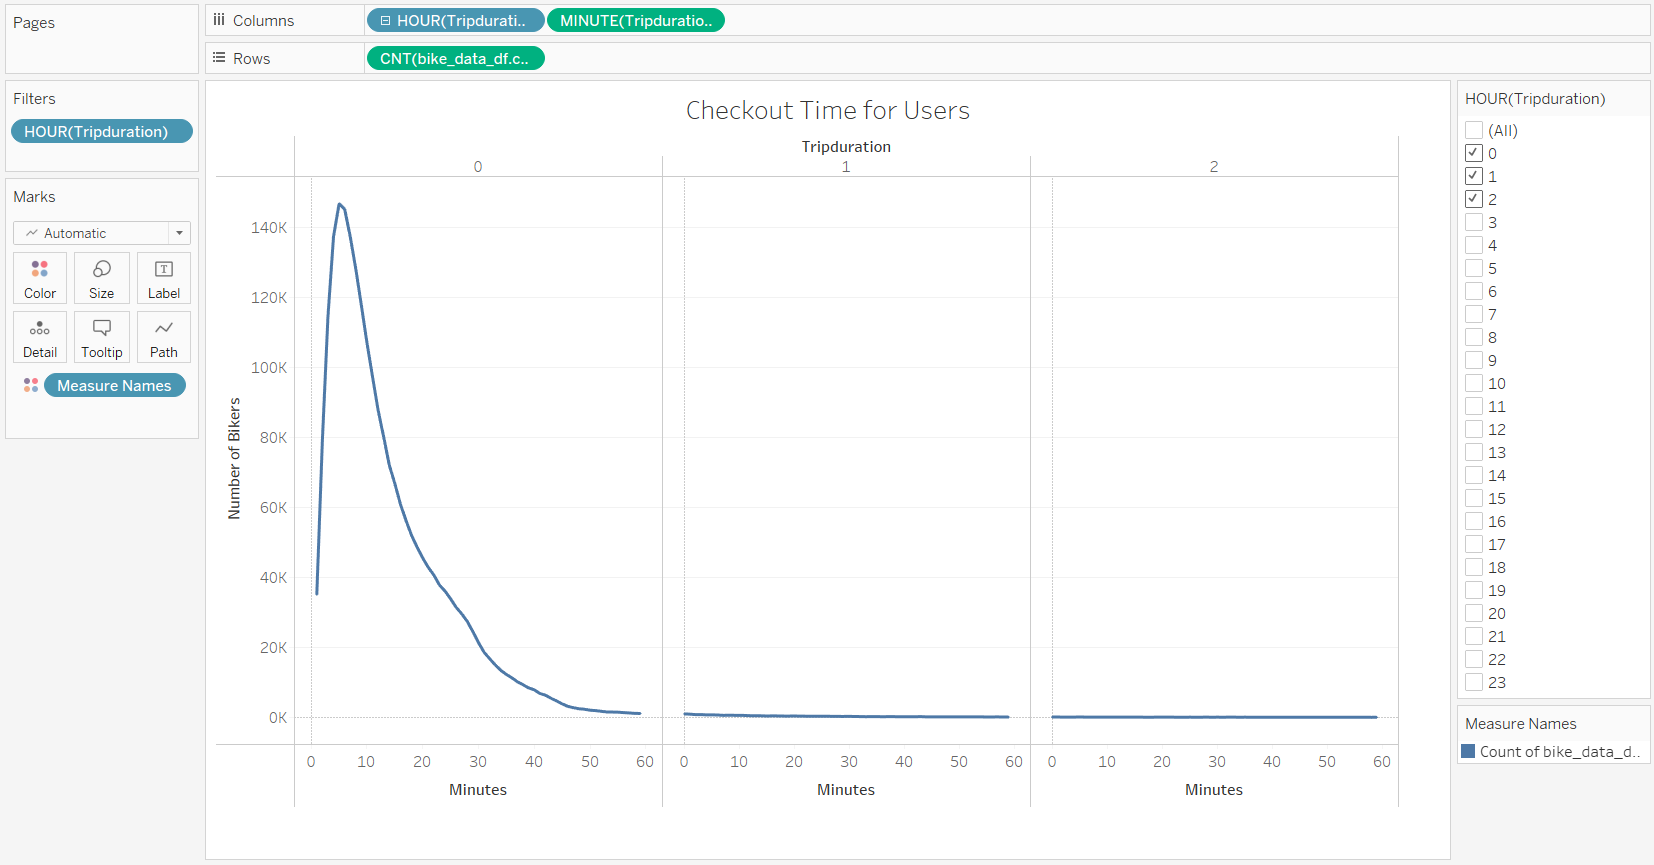 Pages
Columns
HOUR(Tripdurati..
MINUTE(Tripduratio..
Rows
CNT(bike_data_df.c..
Filters
HOUR(Tripduration)
Marks
Automatic
Color
Size
Label
Detail
Tooltip
Path
Measure Names
Checkout Time for Users
Tripduration
0
1
2
Number of Bikers
140K
120K
100K
80K
60K
40K
20K
0K
0 10 20 30 40 50 60
0 10 20 30 40 50 60
0 10 20 30 40 50 60
Minutes
Minutes
Minutes
HOUR(Tripduration)
(All)
0
1
2
3
4
5
6
7
8
9
10
11
12
13
14
15
16
17
18
19
20
21
22
23
Measure Names
Count of bike_data_d..